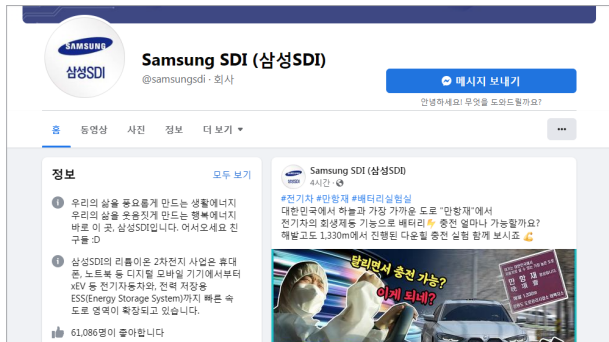 SAMSUNG
삼성SDI
Samsung SDI (삼성SDI)
@samsungsdi · 회사
메시지 보내기
안녕하세요! 무엇을 도와드릴까요?
홈 동영상 사진 정보 더 보기 ▼
정보 모두 보기
우리의 삶을 풍요롭게 만드는 생활에너지
우리의 삶을 웃음짓게 만드는 행복에너지
바로 이 곳, 삼성SDI입니다. 어서오세요 친
구들 :D
삼성SDI의 리튬이온 2차전지 사업은 휴대
폰, 노트북 등 디지털 모바일 기기에서부터
xEV 등 전기자동차와, 전력 저장용
ESS(Energy Storage System)까지 빠른 속
도로 영역이 확장되고 있습니다.
61,086명이 좋아합니다
Samsung SDI (삼성SDI)
4시간 ·
#전기차 #만항재 #배터리실험실
대한민국에서 하늘과 가장 가까운 도로 "만항재"에서
전기차의 회생제동 기능으로 배터리👇 충전 얼마나 가능할까요?
해발고도 1,330m에서 진행된 다운힐 충전 실험 함께 보시죠 💪
달리면서 충전 가능?
이게 되네?
만항재